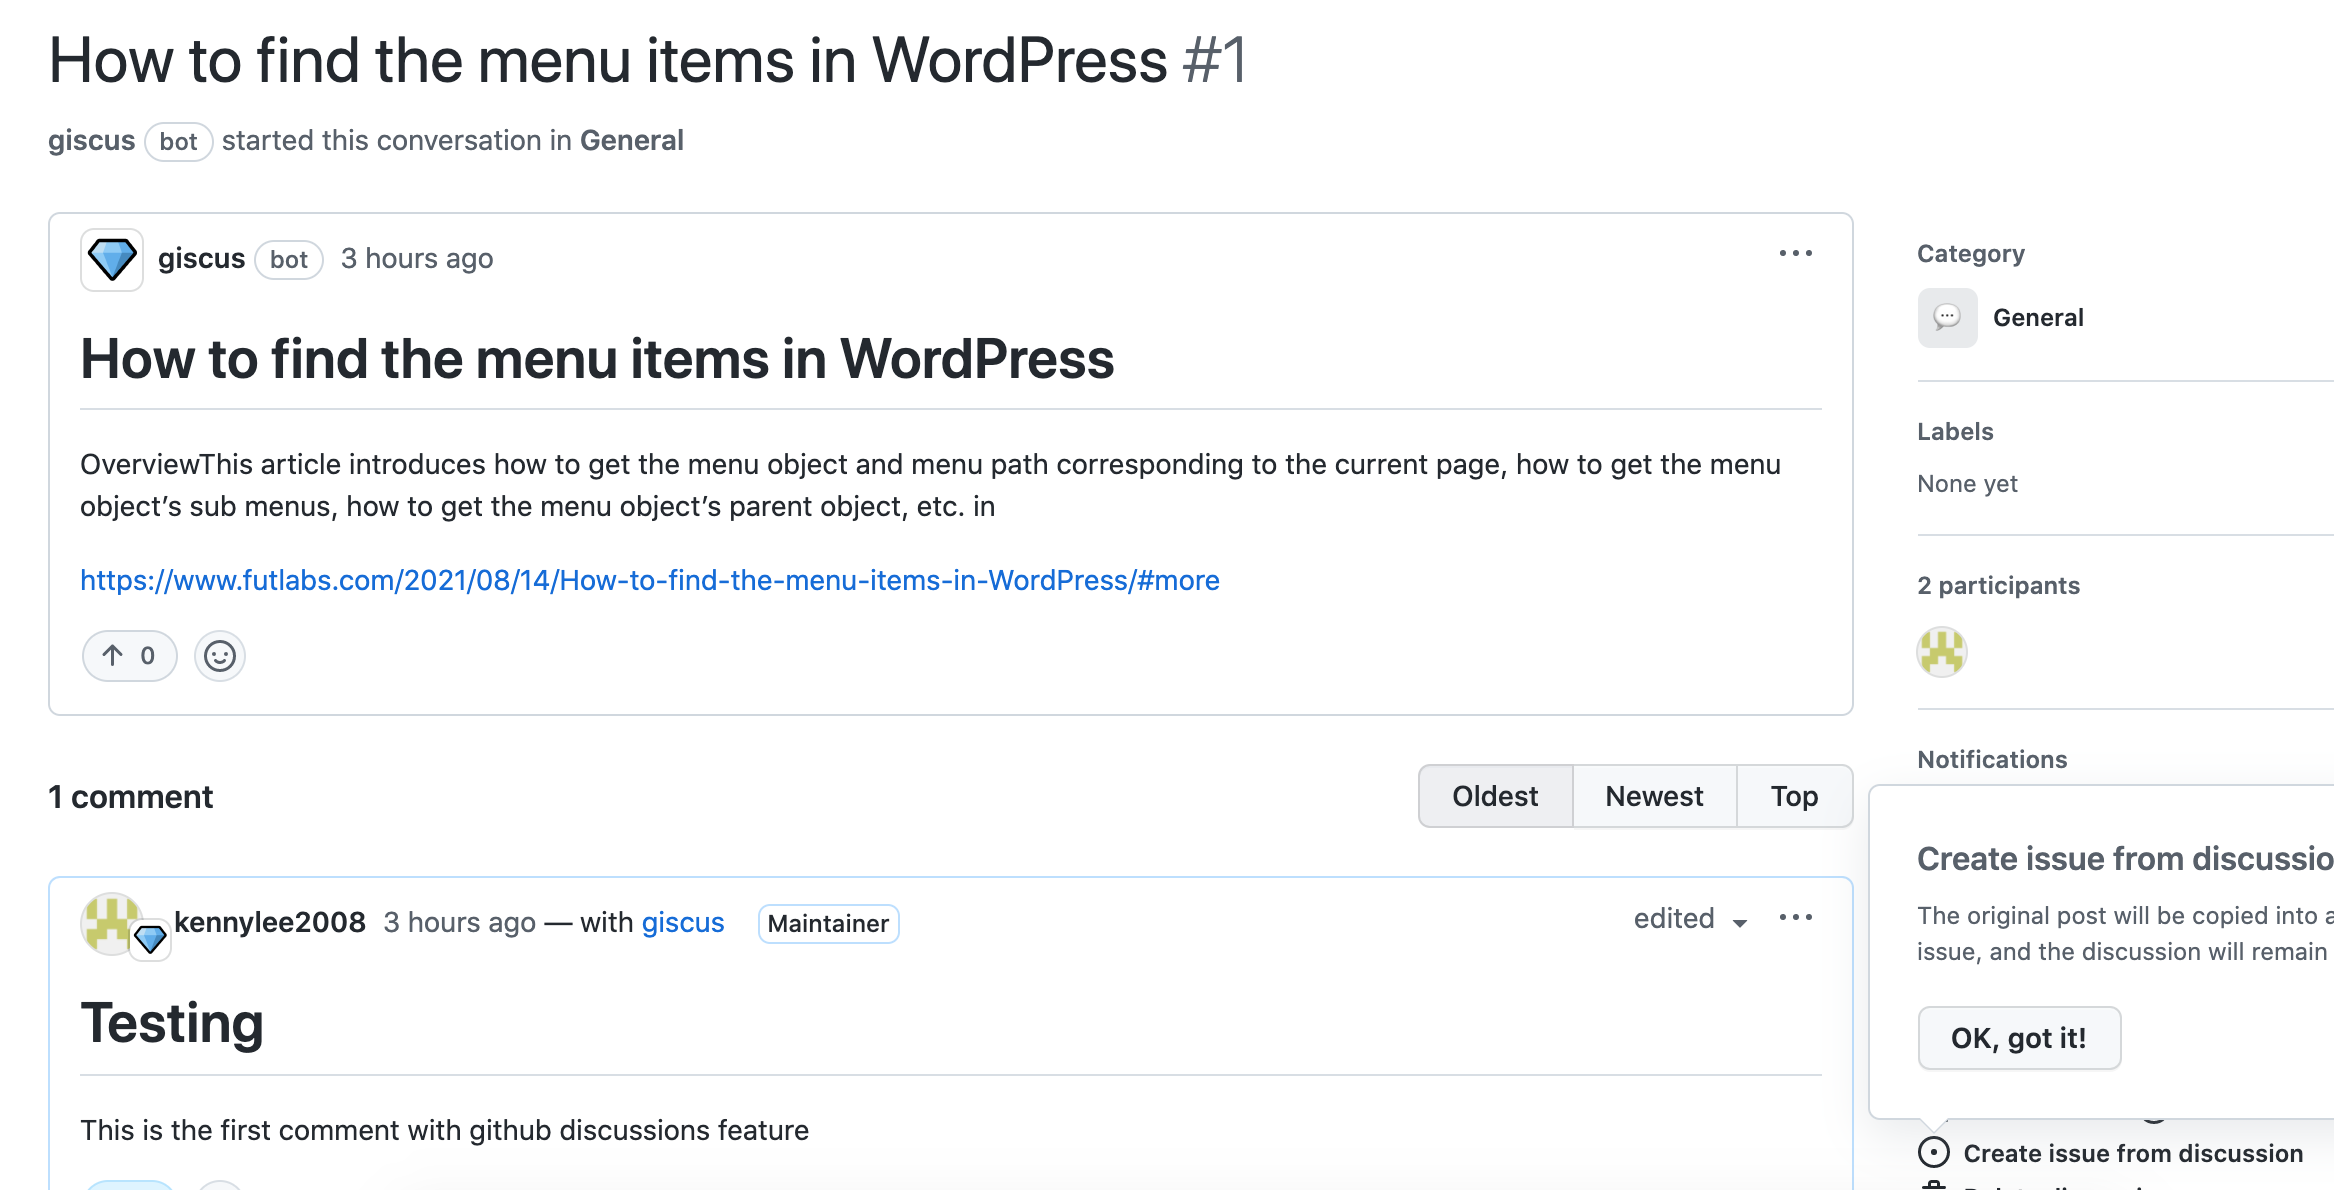 How to find the menu items in WordPress #1
giscus bot started this conversation in General
giscus bot 3 hours ago
How to find the menu items in WordPress
OverviewThis article introduces how to get the menu object and menu path corresponding to the current page, how to get the menu
object’s sub menus, how to get the menu object’s parent object, etc. in
https://www.futlabs.com/2021/08/14/How-to-find-the-menu-items-in-WordPress/#more
0
1 comment
Oldest Newest Top
kennylee2008 3 hours ago — with giscus Maintainer edited
Testing
This is the first comment with github discussions feature
Category
General
Labels
None yet
2 participants
Notifications
Create issue from discussio
The original post will be copied into a
issue, and the discussion will remain
OK, got it!
Create issue from discussion